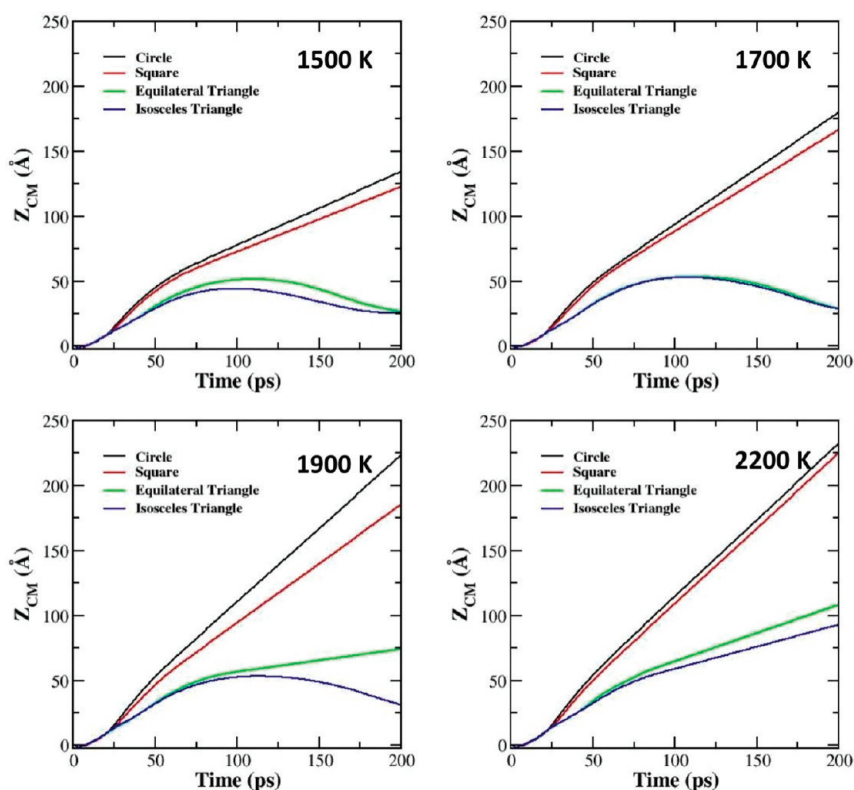 1500 K
Circle
Square
Equilateral Triangle
Isosceles Triangle
250
200
150
100
50
0
Z_CM (Å)
0 50 100 150 200
Time (ps)
1700 K
Circle
Square
Equilateral Triangle
Isosceles Triangle
250
200
150
100
50
0
Z_CM (Å)
0 50 100 150 200
Time (ps)
1900 K
Circle
Square
Equilateral Triangle
Isosceles Triangle
250
200
150
100
50
0
Z_CM (Å)
0 50 100 150 200
Time (ps)
2200 K
Circle
Square
Equilateral Triangle
Isosceles Triangle
250
200
150
100
50
0
Z_CM (Å)
0 50 100 150 200
Time (ps)